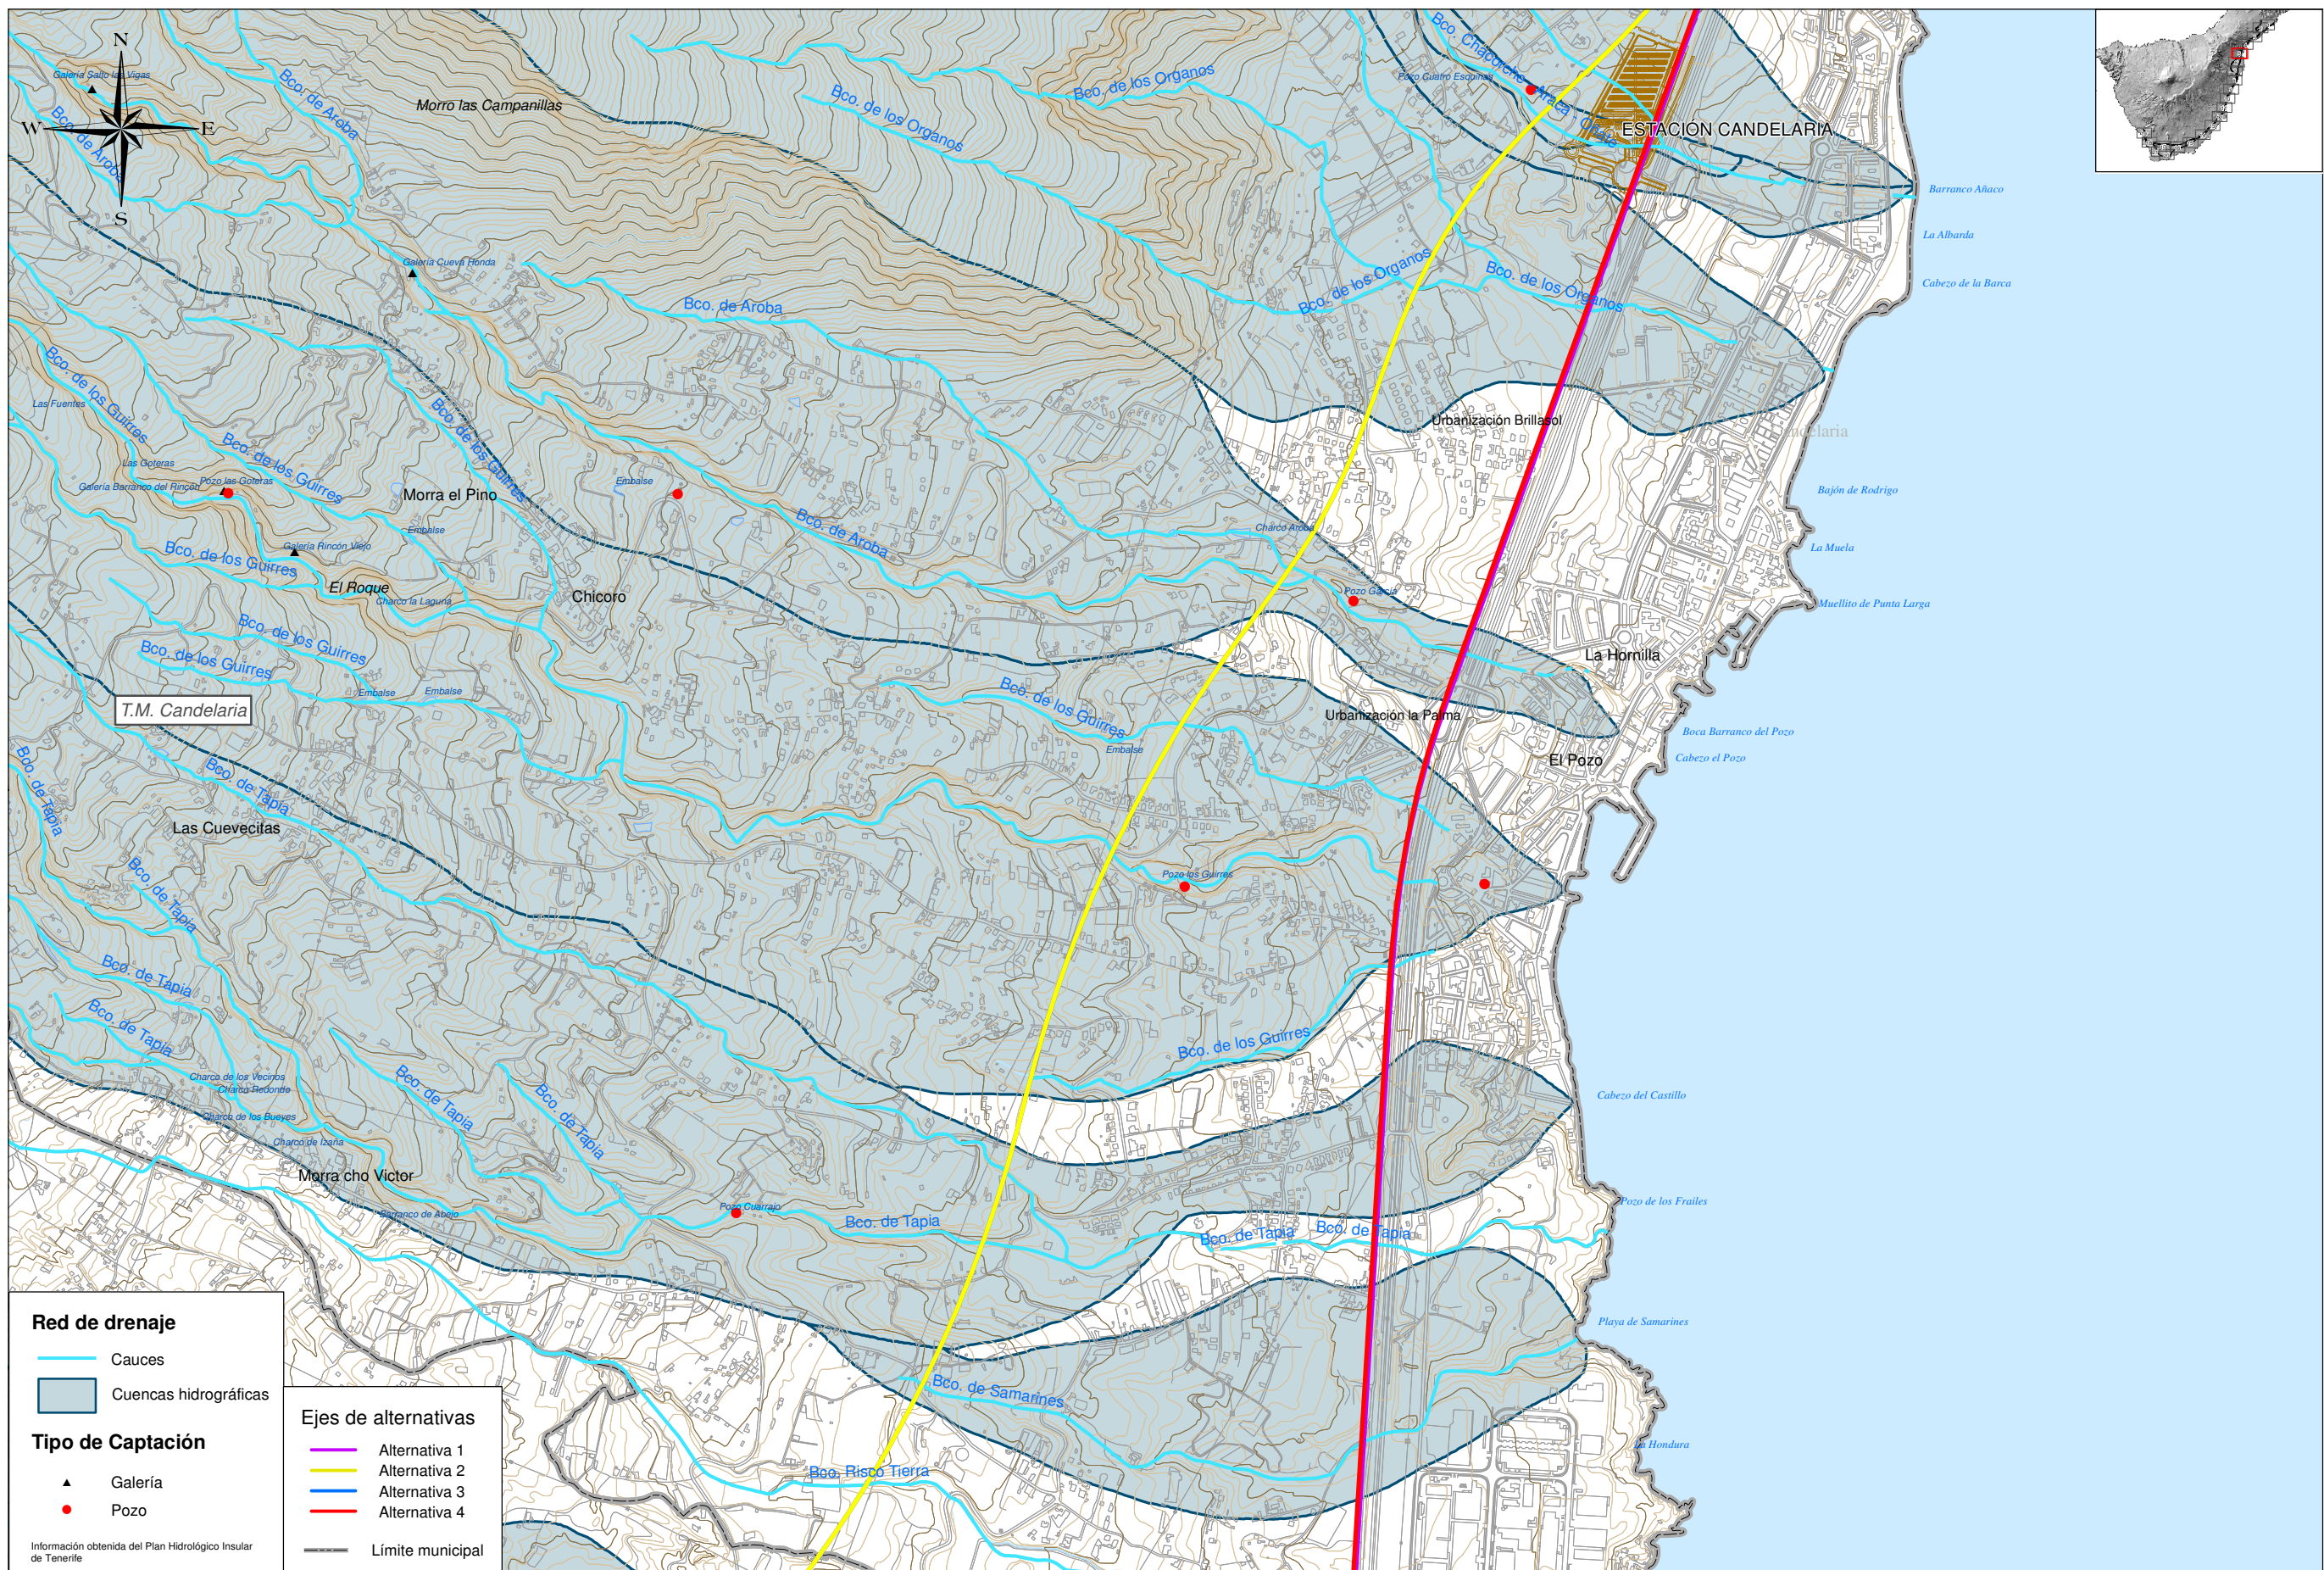 N
W
E
S
Galería Salto las Vigas
Bco. de Aroba
Bco. de Aroba
Morro las Campanillas
Bco. de los Organos
Bco. de los Organos
Bco. Chacorche
Pozo Cuatro Esquinas
Araca - Oñate
ESTACIÓN CANDELARIA
Barranco Añaco
La Albarda
Cabezo de la Barca
Galería Cueva Honda
Bco. de Aroba
Bco. de los Organos
Bco. de los Organos
Bco. de los Guirres
Las Fuentes
Bco. de los Guirres
Urbanización Brillasol
ndelaria
Bco. de los Guirres
Las Goteras
Galería Barranco del Rincón
Pozo las Goteras
Morra el Pino
Embalse
Bajón de Rodrigo
Embalse
Bco. de Aroba
Charco Aroba
La Muela
Galería Rincón Viejo
Bco. de los Guirres
El Roque
Charco la Laguna
Chicoro
Pozo García
Muellito de Punta Larga
Bco. de los Guirres
Bco. de los Guirres
La Hornilla
Embalse
Embalse
Bco. de los Guirres
T.M. Candelaria
Urbanización la Palma
Boca Barranco del Pozo
Embalse
El Pozo
Cabezo el Pozo
Bco. de Tapia
Bco. de Tapia
Las Cuevecitas
Bco. de Tapia
Pozo los Guirres
Bco. de Tapia
Bco. de Tapia
Bco. de los Guirres
Charco de los Vecinos
Charco Redondo
Bco. de Tapia
Bco. de Tapia
Cabezo del Castillo
Charco de los Bueyes
Charco de Izaña
Morra cho Victor
Barranco de Abejo
Pozo Cuarrajo
Bco. de Tapia
Bco. de Tapia
Bco. de Tapia
Pozo de los Frailes
Playa de Samarines
Bco. de Samarines
La Hondura
Bco. Risco Tierra
Red de drenaje
Cauces
Cuencas hidrográficas
Tipo de Captación
Galería
Pozo
Información obtenida del Plan Hidrológico Insular
de Tenerife
Ejes de alternativas
Alternativa 1
Alternativa 2
Alternativa 3
Alternativa 4
Límite municipal